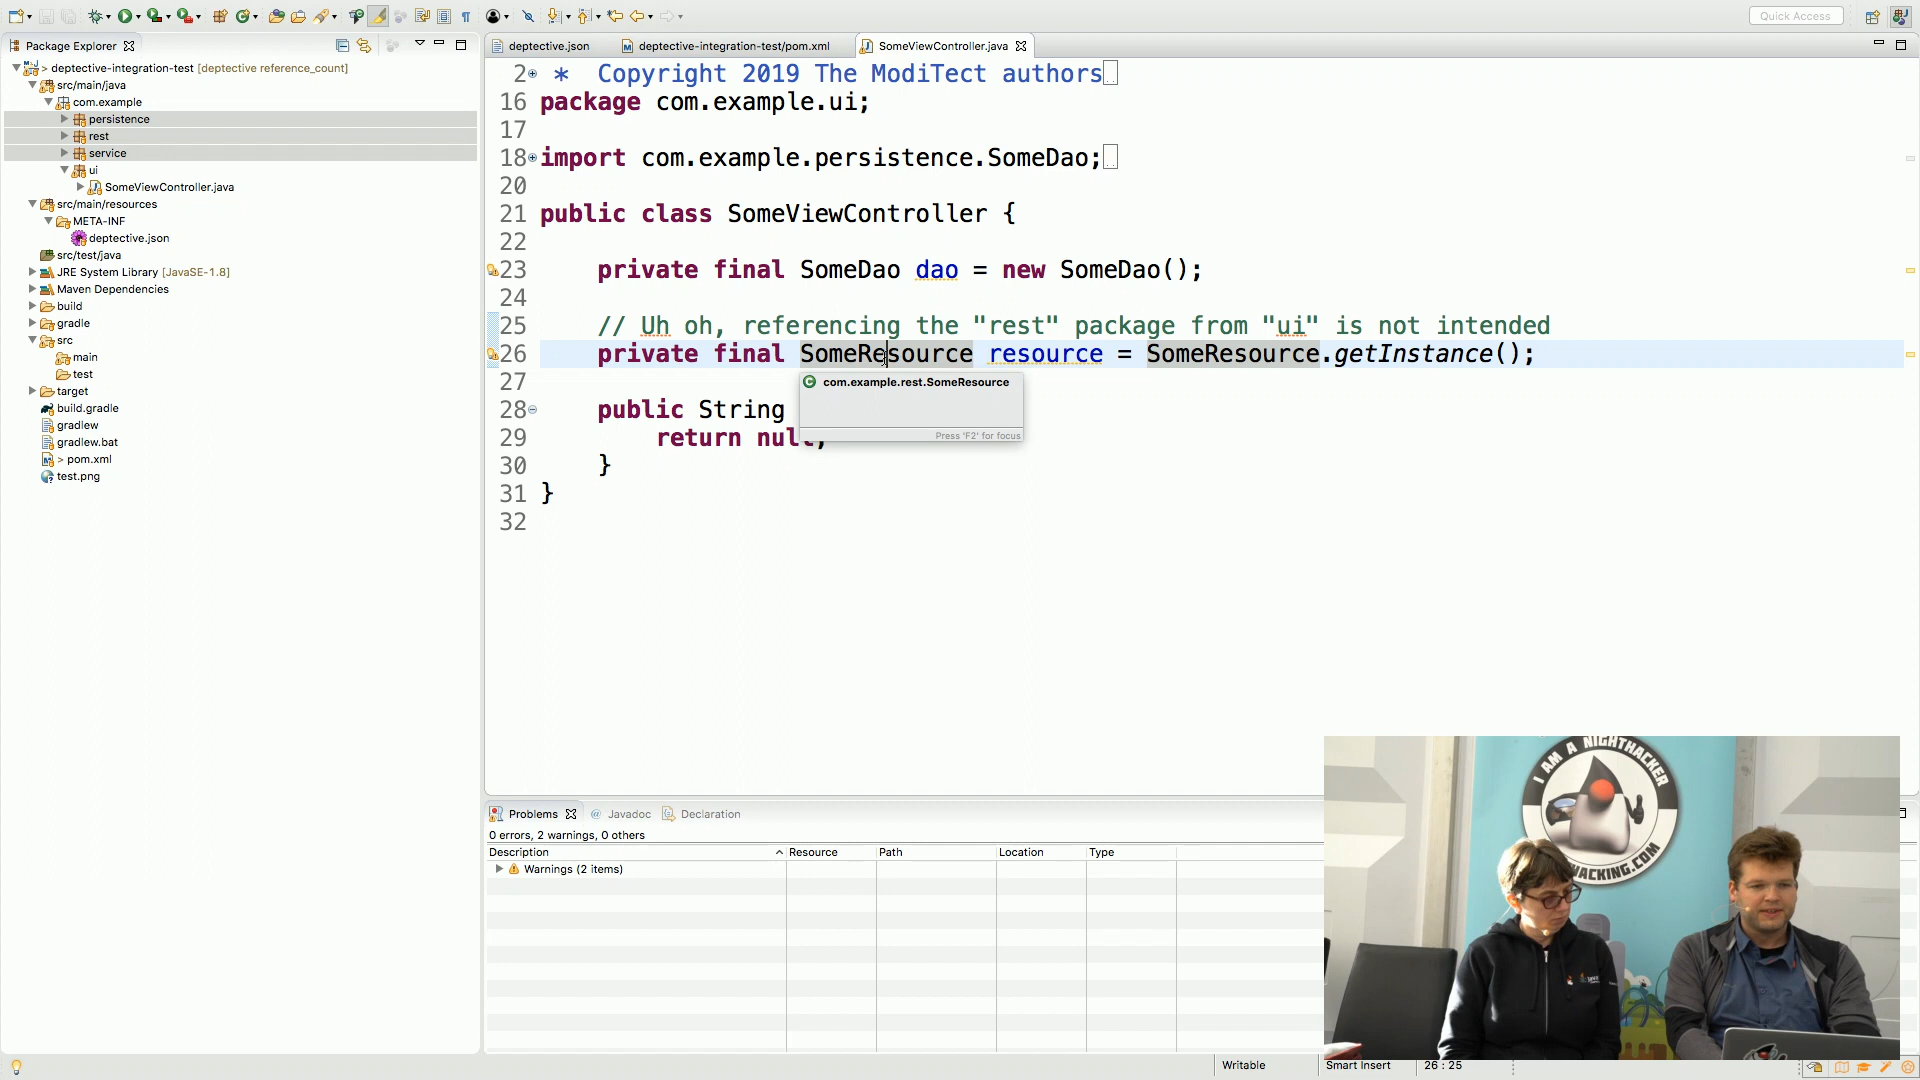 Quick Access
Package Explorer
deptective.json
deptective-integration-test/pom.xml
SomeViewController.java
> deptective-integration-test [deptective reference_count]
src/main/java
com.example
persistence
rest
service
ui
SomeViewController.java
src/main/resources
META-INF
deptective.json
src/test/java
JRE System Library [JavaSE-1.8]
Maven Dependencies
build
gradle
src
main
test
target
build.gradle
gradlew
gradlew.bat
> pom.xml
test.png
2 * Copyright 2019 The ModiTect authors
16 package com.example.ui;
17
18 import com.example.persistence.SomeDao;
20
21 public class SomeViewController {
22
23 private final SomeDao dao = new SomeDao();
24
25 // Uh oh, referencing the "rest" package from "ui" is not intended
26 private final SomeResource resource = SomeResource.getInstance();
27
com.example.rest.SomeResource
28 public String
Press 'F2' for focus
29 return null;
30 }
31 }
32
Problems Javadoc Declaration
0 errors, 2 warnings, 0 others
Description Resource Path Location Type
Warnings (2 items)
I AM A NIGHTHACKER
HACKING.COM
Writable Smart Insert 26 : 25